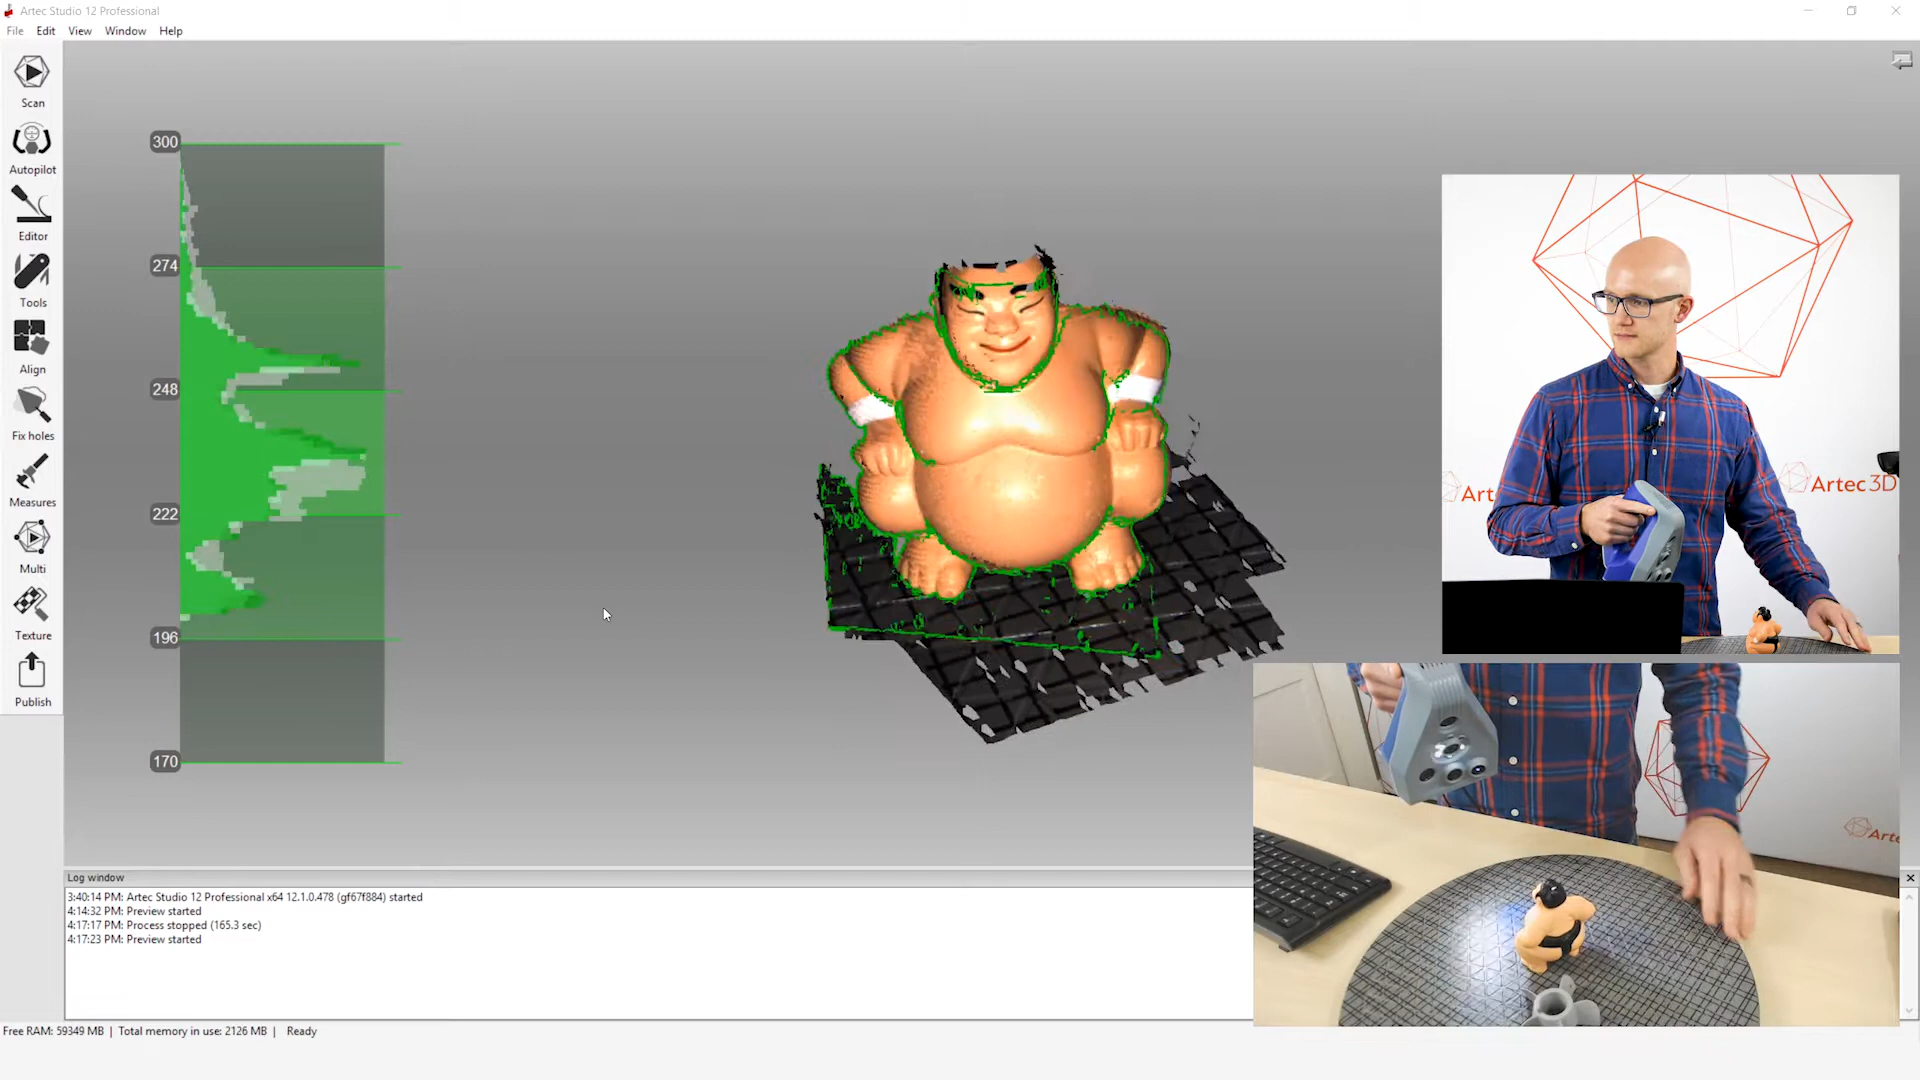 Artec Studio 12 Professional
File Edit View Window Help
Scan
Autopilot
Editor
Tools
Align
Fix holes
Measures
Multi
Texture
Publish
300
274
248
222
196
170
Art
Artec 3D
Arte
Log window
3:40:14 PM: Artec Studio 12 Professional x64 12.1.0.478 (gf67f884) started
4:14:32 PM: Preview started
4:17:17 PM: Process stopped (165.3 sec)
4:17:23 PM: Preview started
Free RAM: 59349 MB | Total memory in use: 2126 MB | Ready